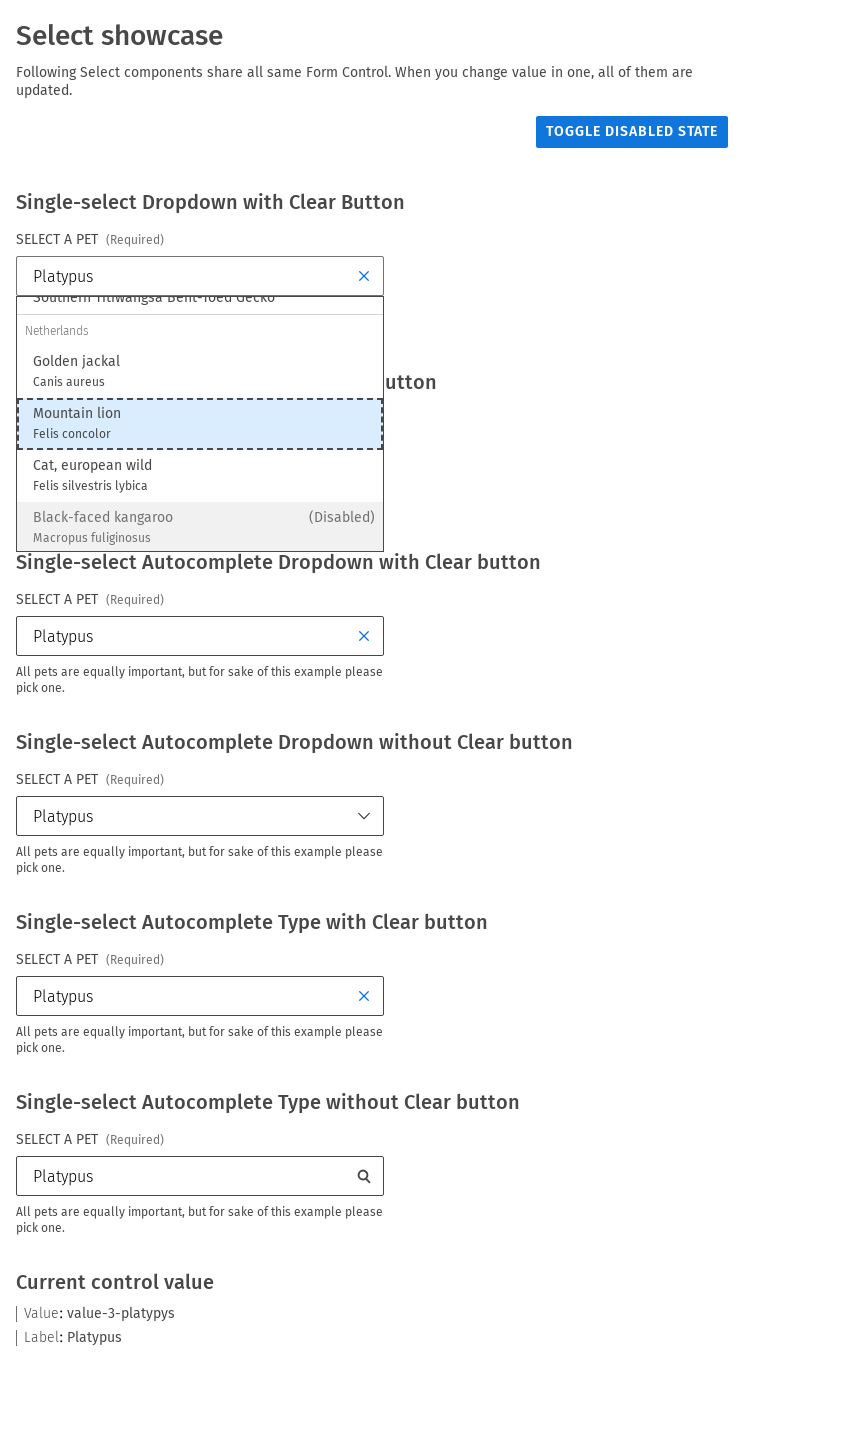 Select showcase
Following Select components share all same Form Control. When you change value in one, all of them are
updated.
TOGGLE DISABLED STATE
Single-select Dropdown with Clear Button
SELECT A PET (Required)
Platypus
Southern Titiwangsa Bent-Toed Gecko
Netherlands
Golden jackal
Canis aureus
utton
Mountain lion
Felis concolor
Cat, european wild
Felis silvestris lybica
Black-faced kangaroo (Disabled)
Macropus fuliginosus
Single-select Autocomplete Dropdown with Clear button
SELECT A PET (Required)
Platypus
All pets are equally important, but for sake of this example please
pick one.
Single-select Autocomplete Dropdown without Clear button
SELECT A PET (Required)
Platypus
All pets are equally important, but for sake of this example please
pick one.
Single-select Autocomplete Type with Clear button
SELECT A PET (Required)
Platypus
All pets are equally important, but for sake of this example please
pick one.
Single-select Autocomplete Type without Clear button
SELECT A PET (Required)
Platypus
All pets are equally important, but for sake of this example please
pick one.
Current control value
Value: value-3-platypys
Label: Platypus